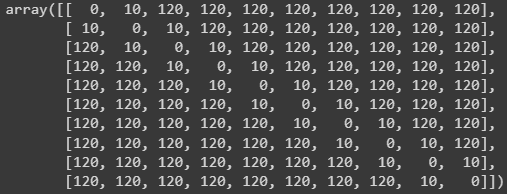 array([[  0,  10, 120, 120, 120, 120, 120, 120, 120, 120],
       [ 10,   0,  10, 120, 120, 120, 120, 120, 120, 120],
       [120,  10,   0,  10, 120, 120, 120, 120, 120, 120],
       [120, 120,  10,   0,  10, 120, 120, 120, 120, 120],
       [120, 120, 120,  10,   0,  10, 120, 120, 120, 120],
       [120, 120, 120, 120,  10,   0,  10, 120, 120, 120],
       [120, 120, 120, 120, 120,  10,   0,  10, 120, 120],
       [120, 120, 120, 120, 120, 120,  10,   0,  10, 120],
       [120, 120, 120, 120, 120, 120, 120,  10,   0,  10],
       [120, 120, 120, 120, 120, 120, 120, 120,  10,   0]])